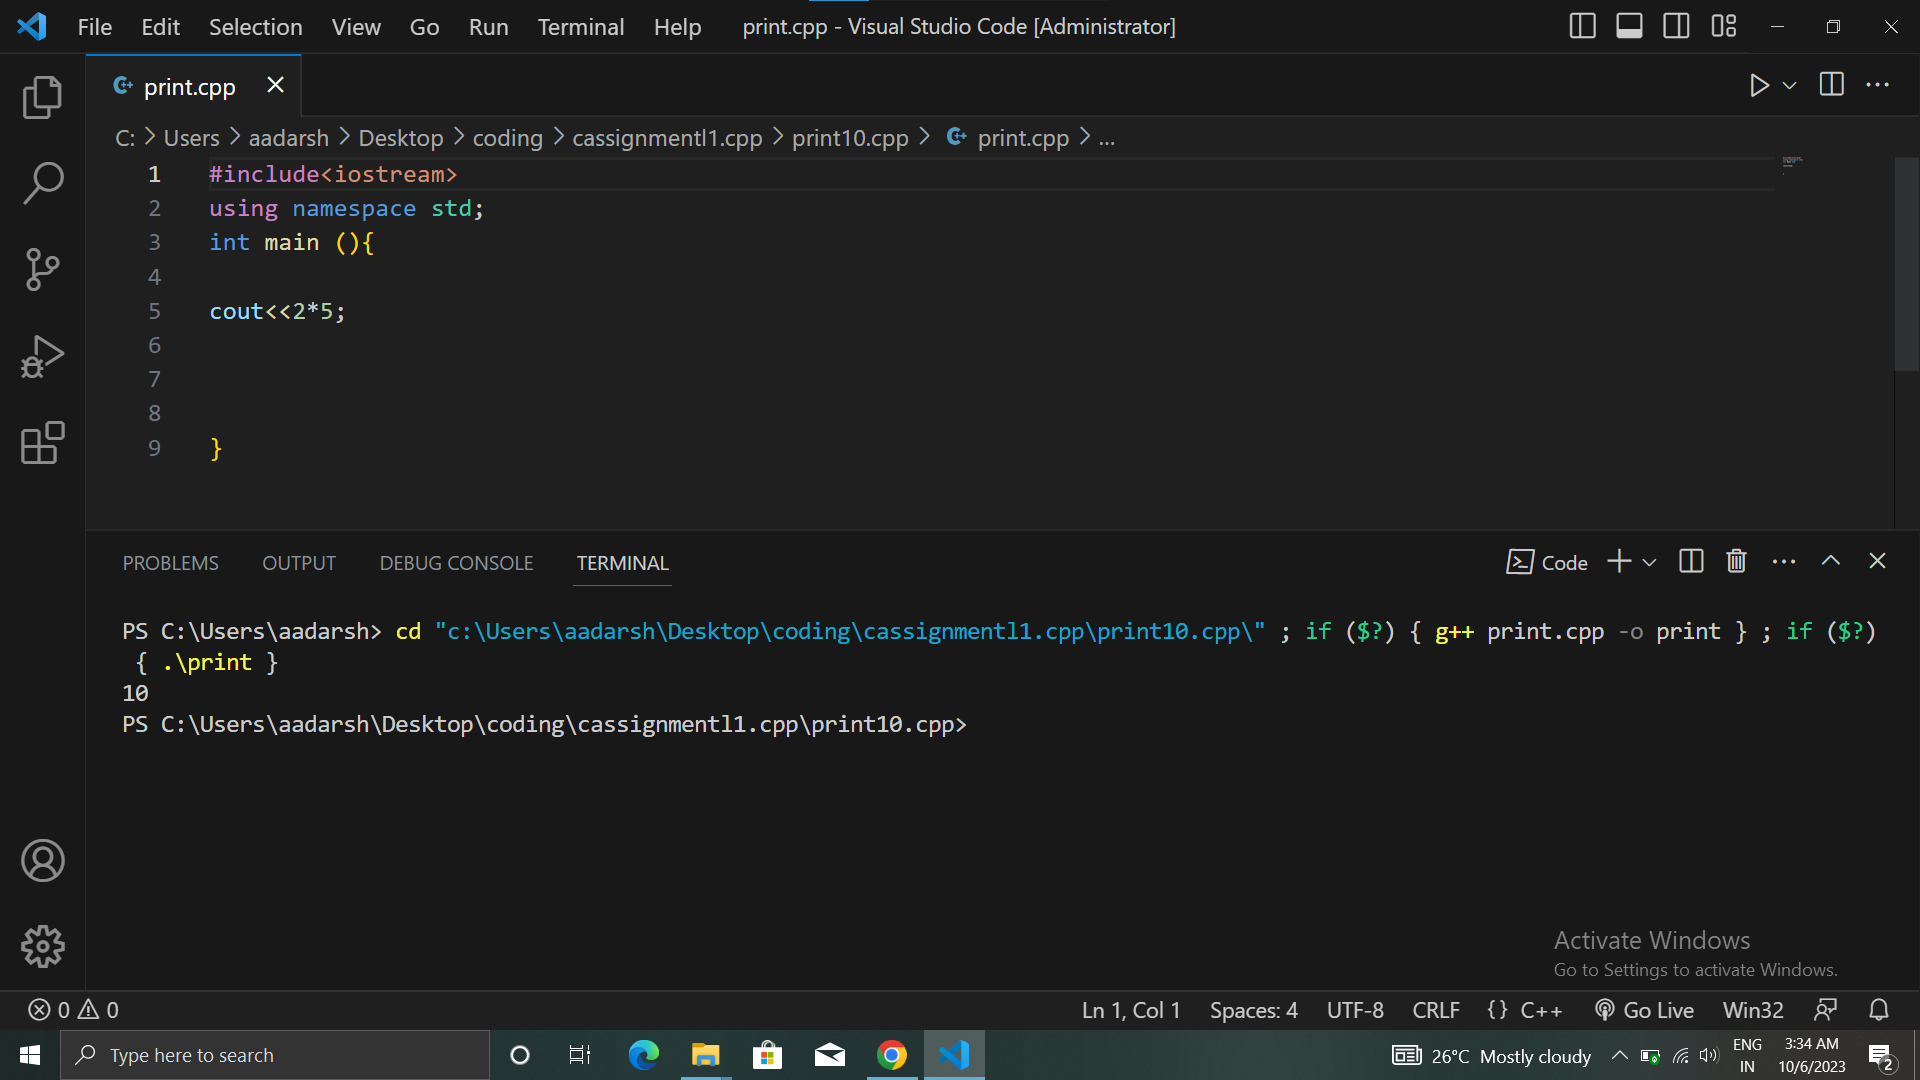 File Edit Selection View Go Run Terminal Help print.cpp - Visual Studio Code [Administrator]
print.cpp
C: > Users > aadarsh > Desktop > coding > cassignmentl1.cpp > print10.cpp > print.cpp > ...
1 #include<iostream>
2 using namespace std;
3 int main (){
4
5 cout<<2*5;
6
7
8
9 }
PROBLEMS OUTPUT DEBUG CONSOLE TERMINAL Code
PS C:\Users\aadarsh> cd "c:\Users\aadarsh\Desktop\coding\cassignmentl1.cpp\print10.cpp\" ; if ($?) { g++ print.cpp -o print } ; if ($?)
{ .\print }
10
PS C:\Users\aadarsh\Desktop\coding\cassignmentl1.cpp\print10.cpp>
Activate Windows
Go to Settings to activate Windows.
0 0 Ln 1, Col 1 Spaces: 4 UTF-8 CRLF {} C++ Go Live Win32
Type here to search 26°C Mostly cloudy ENG 3:34 AM
IN 10/6/2023 2